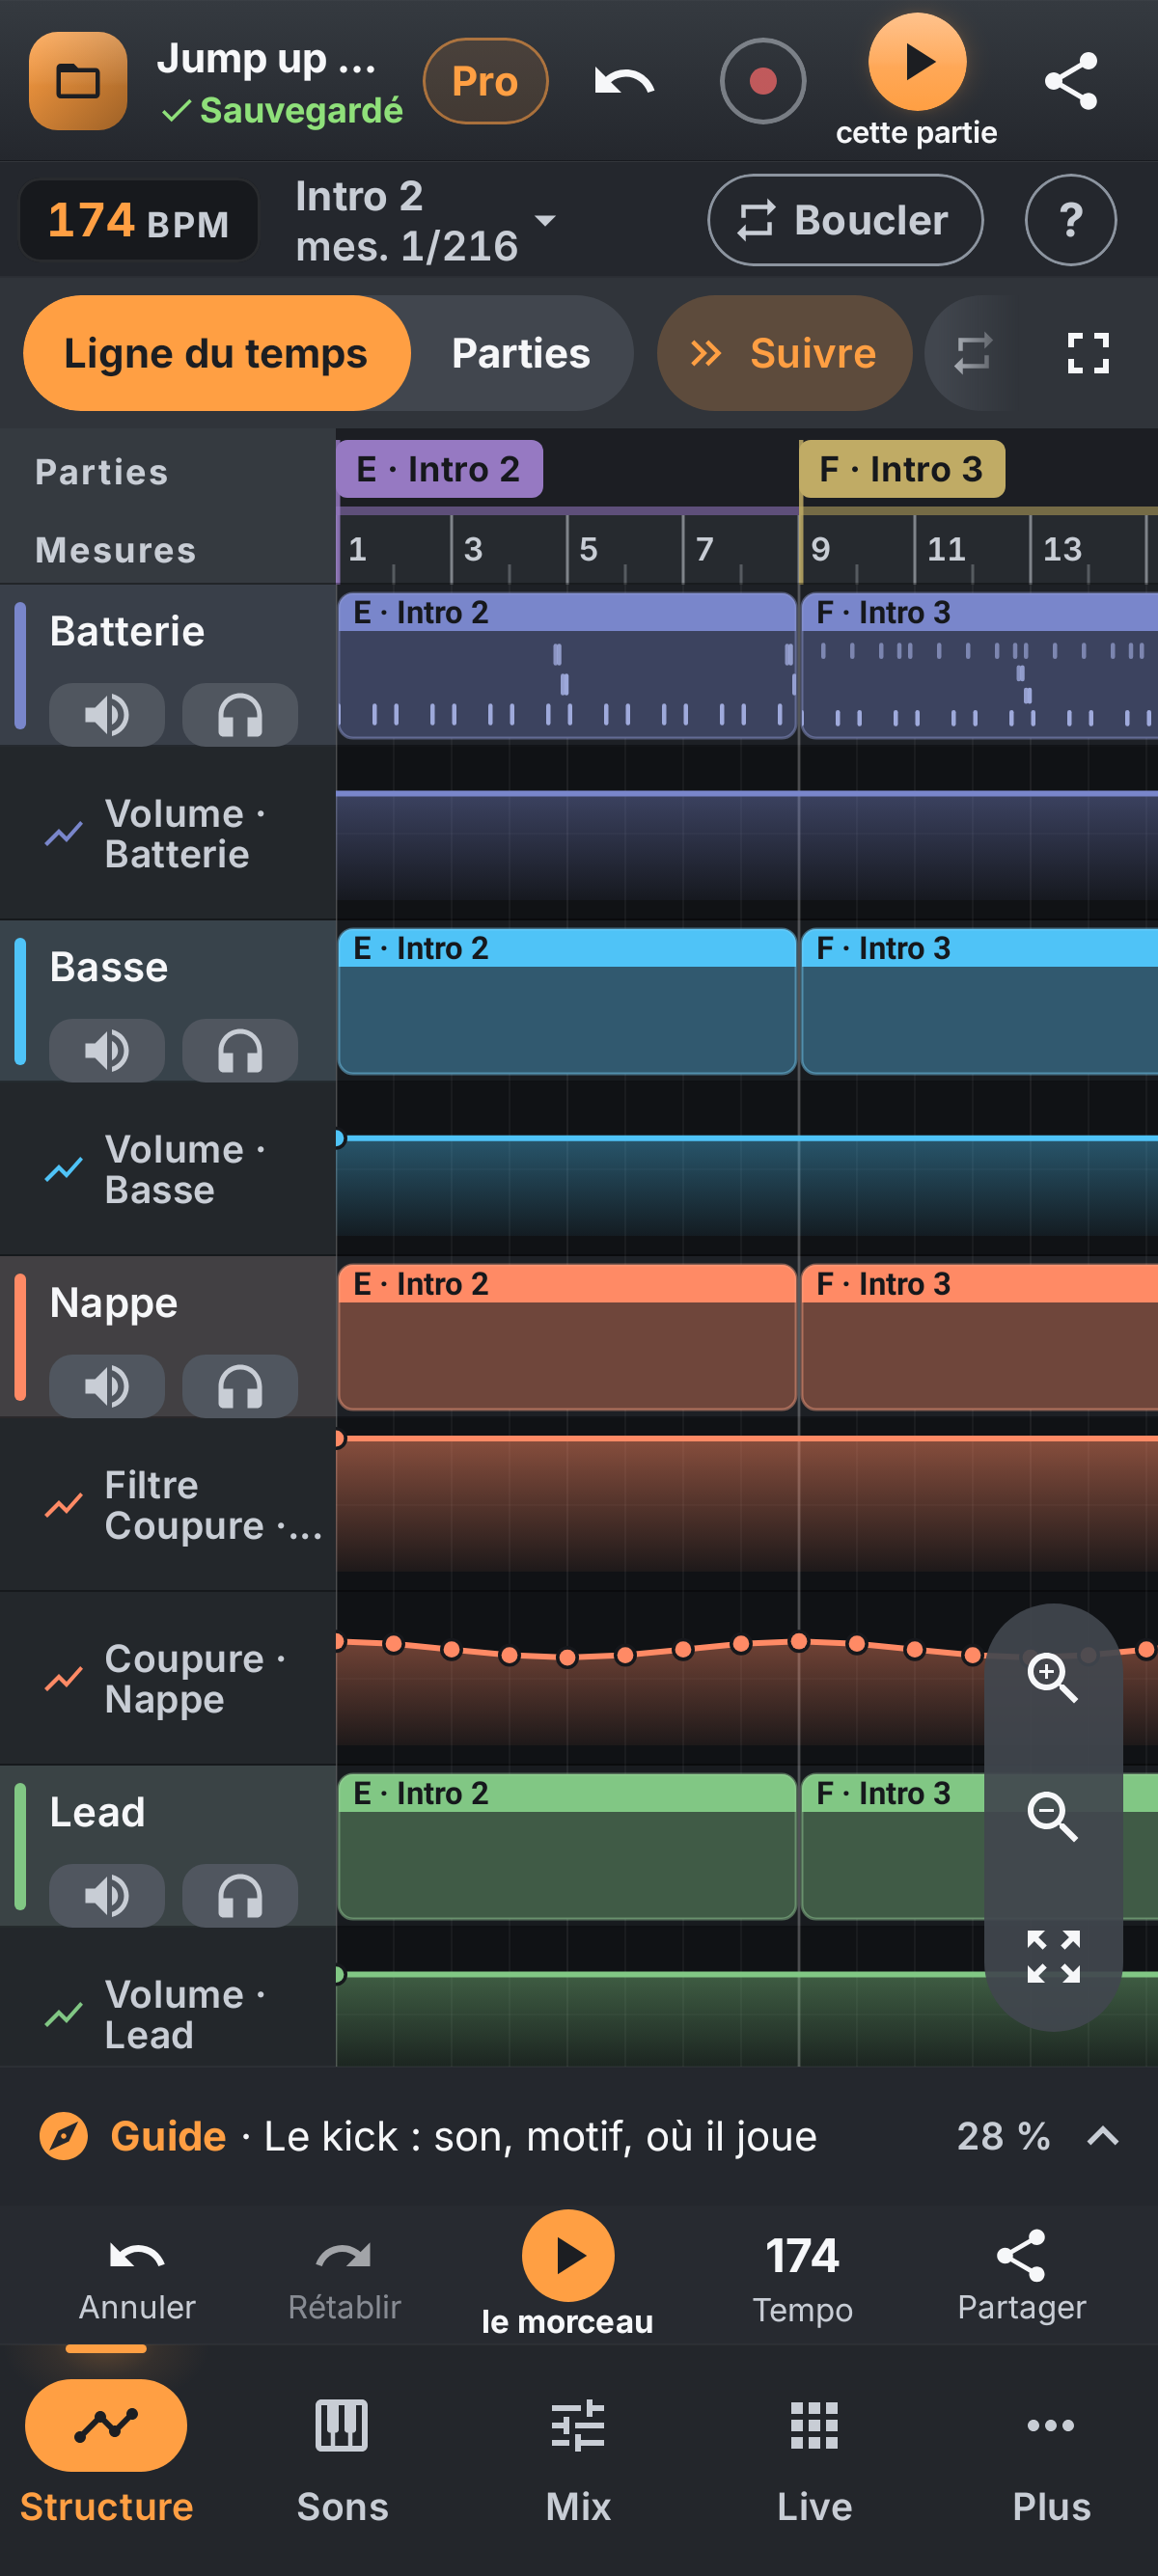 Jump up ...
Sauvegardé
Pro
cette partie
174 BPM
Intro 2
mes. 1/216
Boucler
?
Ligne du temps
Parties
Suivre
Parties
E · Intro 2
F · Intro 3
Mesures
1
3
5
7
9
11
13
Batterie
E · Intro 2
F · Intro 3
Volume ·
Batterie
Basse
E · Intro 2
F · Intro 3
Volume ·
Basse
Nappe
E · Intro 2
F · Intro 3
Filtre
Coupure ·...
Coupure ·
Nappe
Lead
E · Intro 2
F · Intro 3
Volume ·
Lead
Guide · Le kick : son, motif, où il joue
28 %
Annuler
Rétablir
le morceau
174
Tempo
Partager
Structure
Sons
Mix
Live
Plus